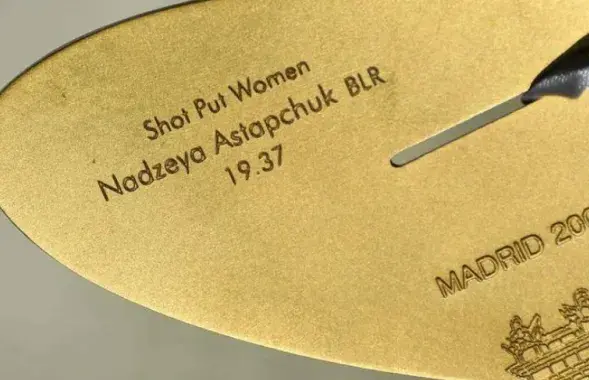 Shot Put Women
Nadzeya Astapchuk BLR
19.37
MADRID 200